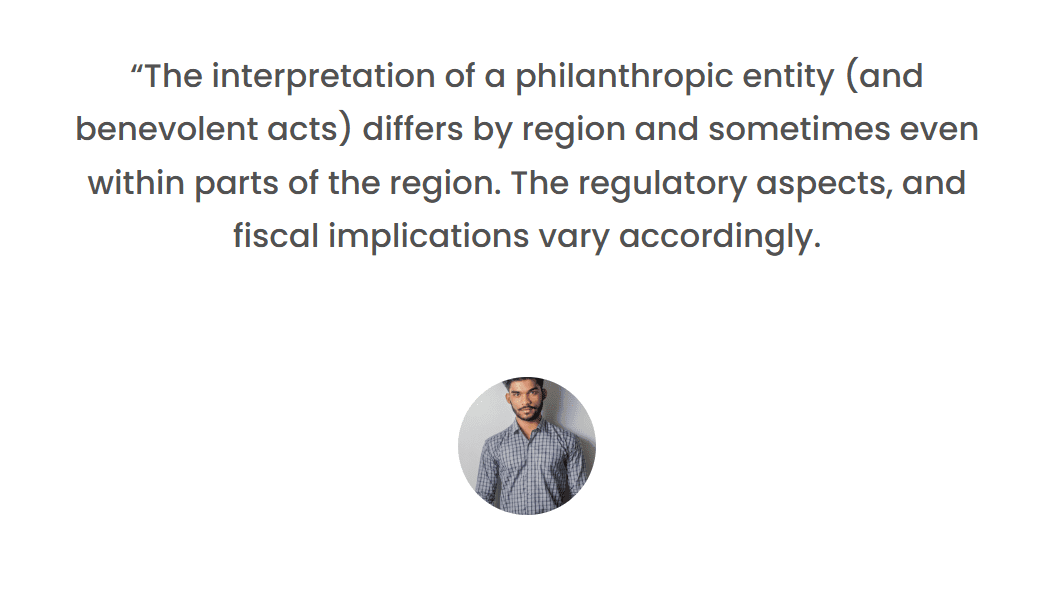 “The interpretation of a philanthropic entity (and
benevolent acts) differs by region and sometimes even
within parts of the region. The regulatory aspects, and
fiscal implications vary accordingly.